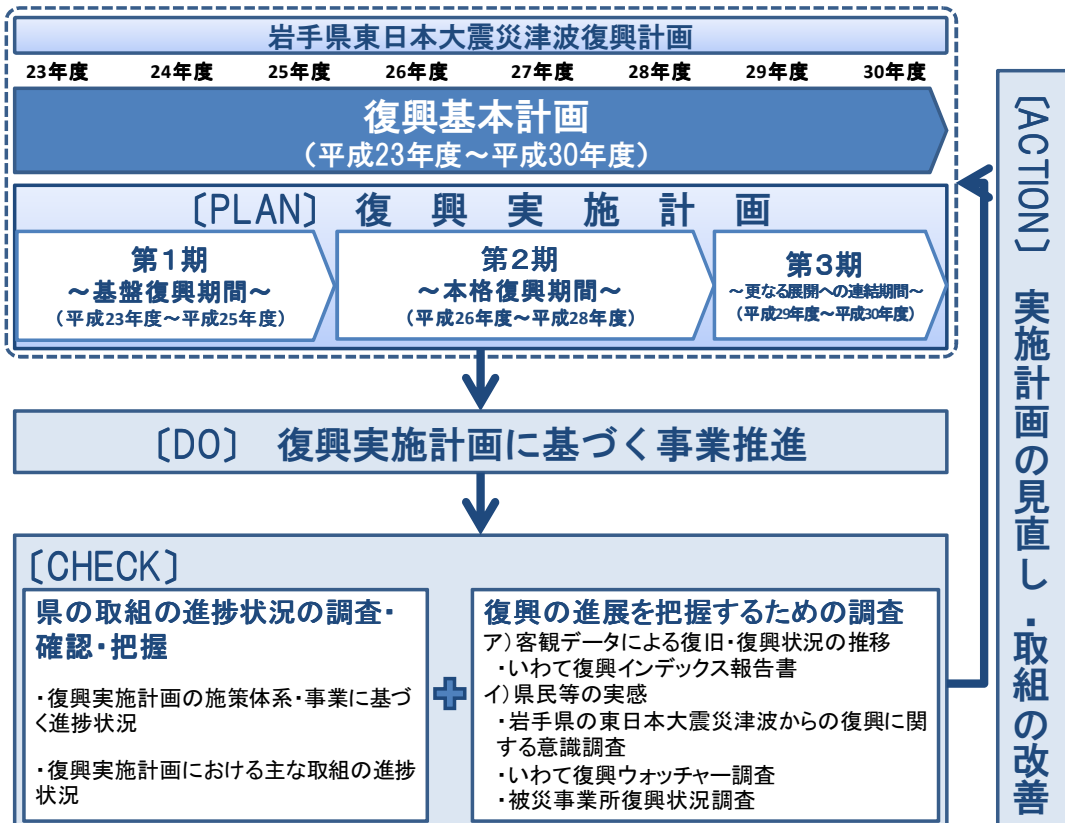 岩手県東日本大震災津波復興計画
23年度 24年度 25年度 26年度 27年度 28年度 29年度 30年度
復興基本計画
(平成23年度～平成30年度)
〔PLAN〕 復興実施計画
第1期
～基盤復興期間～
(平成23年度～平成25年度)
第2期
～本格復興期間～
(平成26年度～平成28年度)
第3期
～更なる展開への連結期間～
(平成29年度～平成30年度)
〔DO〕 復興実施計画に基づく事業推進
〔CHECK〕
県の取組の進捗状況の調査・
確認・把握
・復興実施計画の施策体系・事業に基づ
く進捗状況
・復興実施計画における主な取組の進捗
状況
復興の進展を把握するための調査
ア)客観データによる復旧・復興状況の推移
・いわて復興インデックス報告書
イ)県民等の実感
・岩手県の東日本大震災津波からの復興に関
する意識調査
・いわて復興ウォッチャー調査
・被災事業所復興状況調査
〔ACTION〕 実施計画の見直し・取組の改善